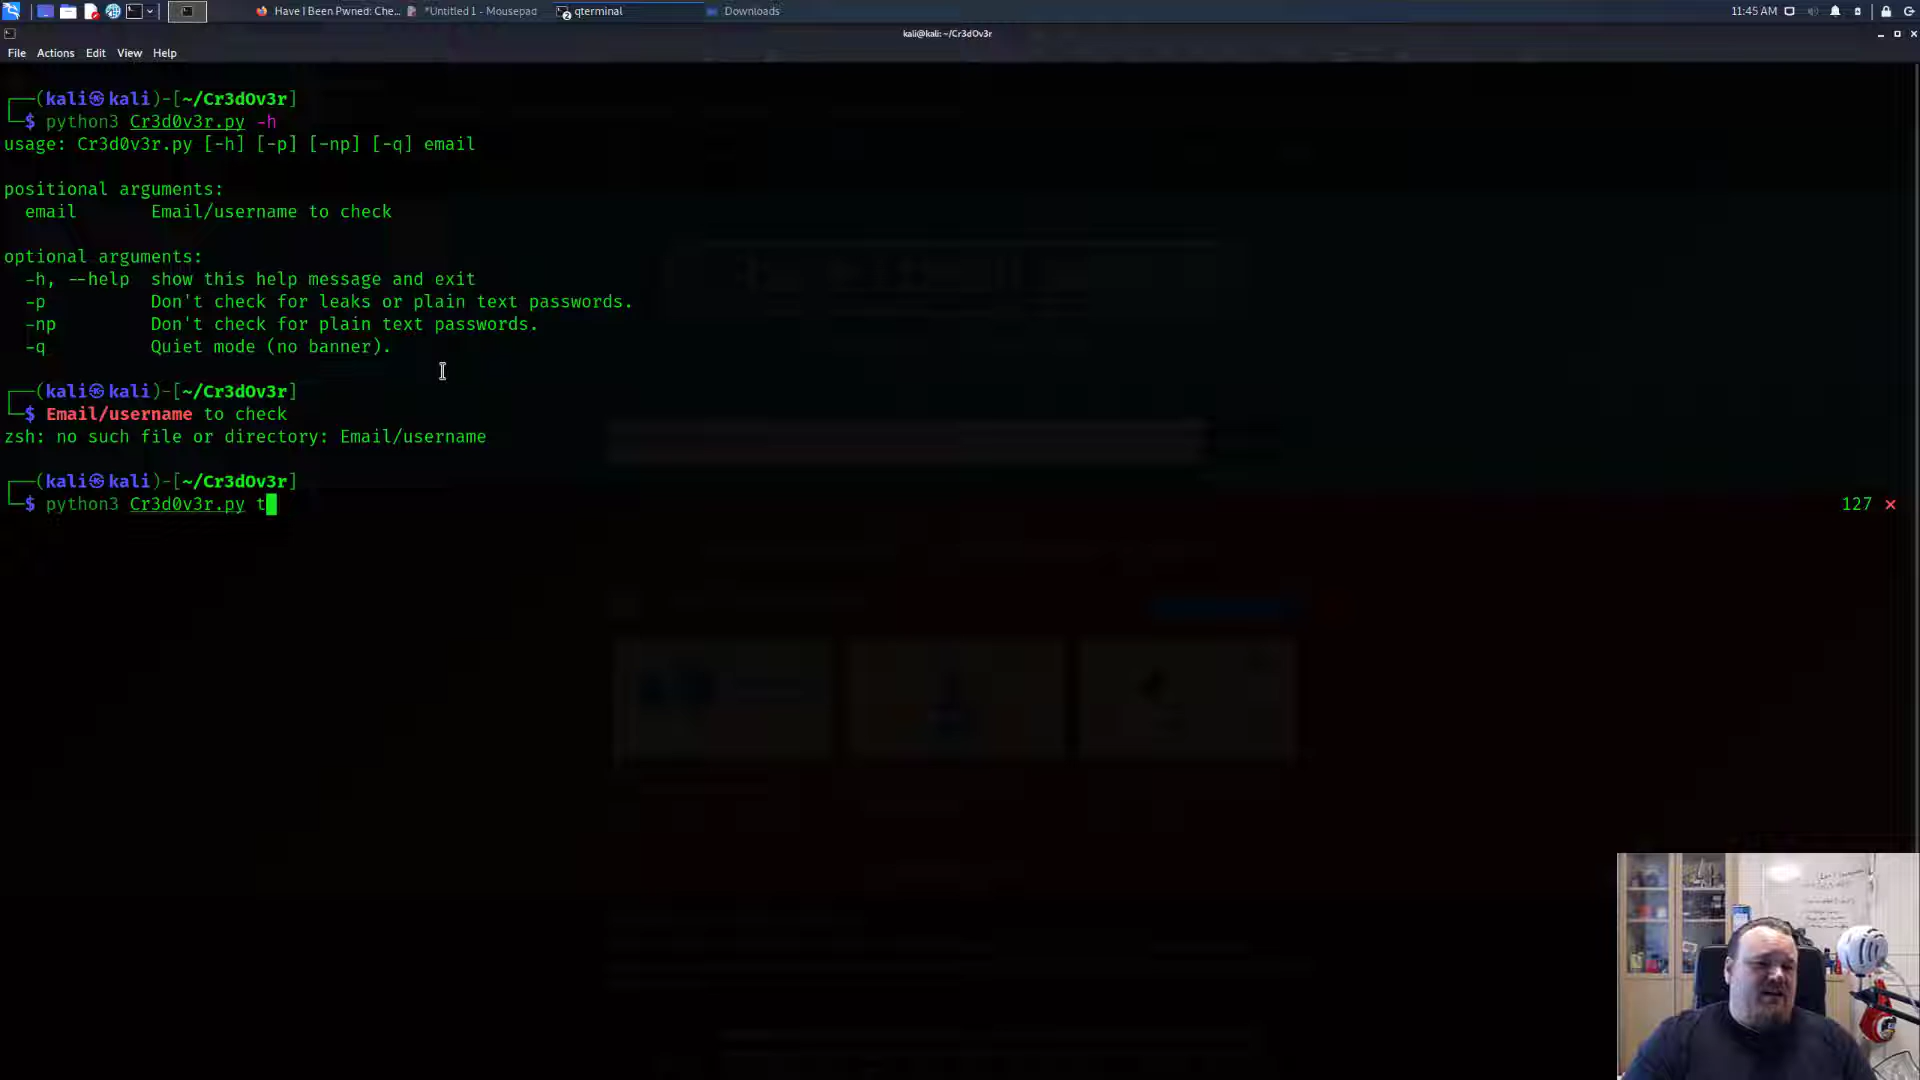 Have I Been Pwned: Che...
*Untitled 1 - Mousepad
qterminal
Downloads
11:45 AM
kali@kali: ~/Cr3dOv3r
File Actions Edit View Help
┌──(kali㉿kali)-[~/Cr3dOv3r]
└─$ python3 Cr3d0v3r.py -h
usage: Cr3d0v3r.py [-h] [-p] [-np] [-q] email
positional arguments:
email Email/username to check
optional arguments:
-h, --help show this help message and exit
-p Don't check for leaks or plain text passwords.
-np Don't check for plain text passwords.
-q Quiet mode (no banner).
┌──(kali㉿kali)-[~/Cr3dOv3r]
└─$ Email/username to check
zsh: no such file or directory: Email/username
┌──(kali㉿kali)-[~/Cr3dOv3r]
└─$ python3 Cr3d0v3r.py t
127 ×